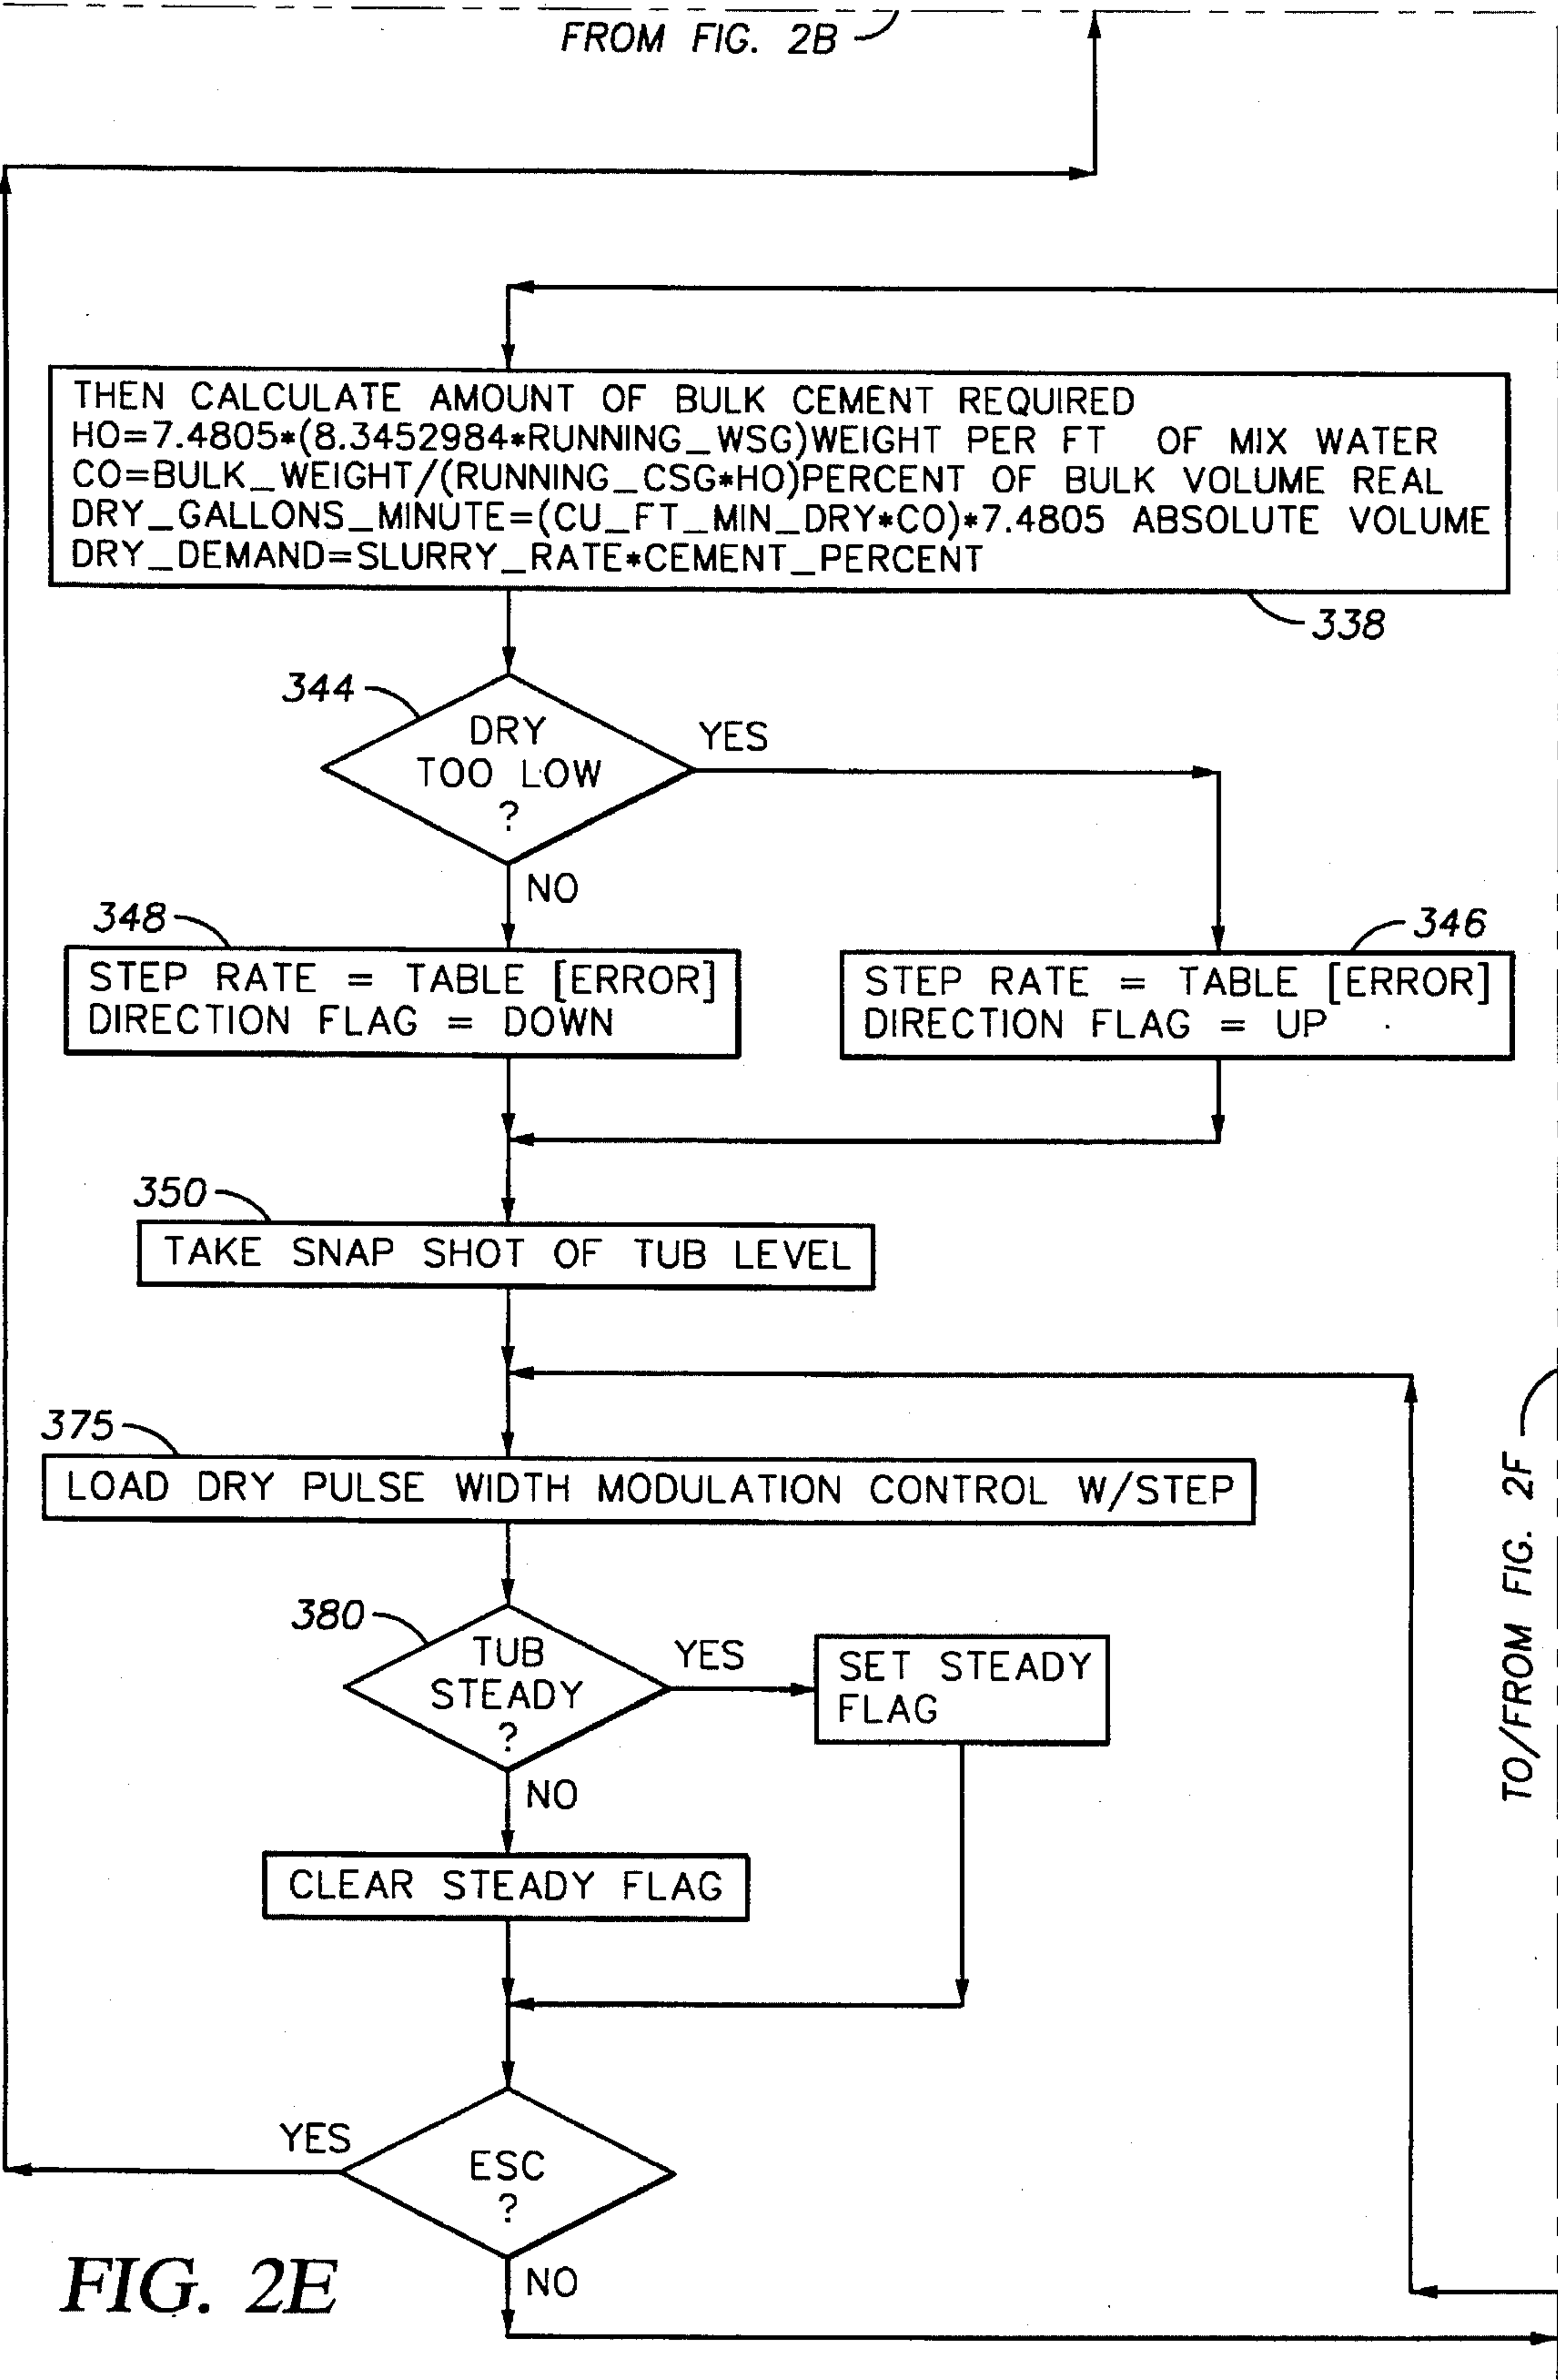 FROM FIG. 2B
THEN CALCULATE AMOUNT OF BULK CEMENT REQUIRED
HO=7.4805*(8.3452984*RUNNING_WSG)WEIGHT PER FT OF MIX WATER
CO=BULK_WEIGHT/(RUNNING_CSG*HO)PERCENT OF BULK VOLUME REAL
DRY_GALLONS_MINUTE=(CU_FT_MIN_DRY*CO)*7.4805 ABSOLUTE VOLUME
DRY_DEMAND=SLURRY_RATE*CEMENT_PERCENT
338
344
DRY
TOO LOW
?
YES
NO
348
STEP RATE = TABLE [ERROR]
DIRECTION FLAG = DOWN
346
STEP RATE = TABLE [ERROR]
DIRECTION FLAG = UP
350
TAKE SNAP SHOT OF TUB LEVEL
375
LOAD DRY PULSE WIDTH MODULATION CONTROL W/STEP
380
TUB
STEADY
?
YES
SET STEADY
FLAG
NO
CLEAR STEADY FLAG
TO/FROM FIG. 2F
YES
ESC
?
NO
FIG. 2E